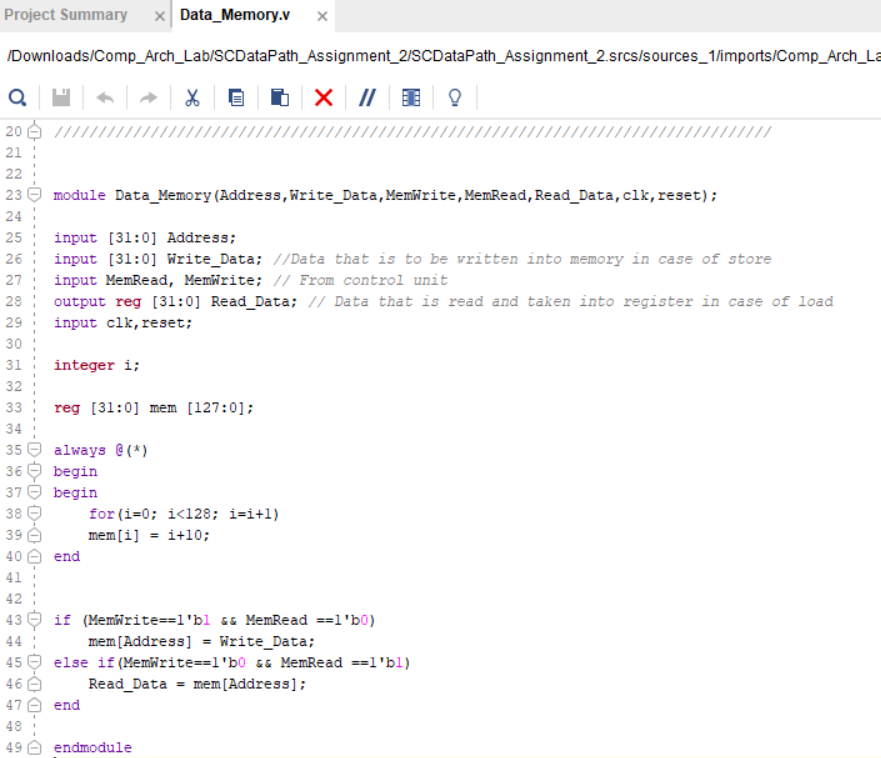 Project Summary × Data_Memory.v ×
/Downloads/Comp_Arch_Lab/SCDataPath_Assignment_2/SCDataPath_Assignment_2.srcs/sources_1/imports/Comp_Arch_La
20 //////////////////////////////////////////////////////////////////////////////////
21
22
23 module Data_Memory(Address,Write_Data,MemWrite,MemRead,Read_Data,clk,reset);
24
25 input [31:0] Address;
26 input [31:0] Write_Data; //Data that is to be written into memory in case of store
27 input MemRead, MemWrite; // From control unit
28 output reg [31:0] Read_Data; // Data that is read and taken into register in case of load
29 input clk,reset;
30
31 integer i;
32
33 reg [31:0] mem [127:0];
34
35 always @(*)
36 begin
37 begin
38 for(i=0; i<128; i=i+1)
39 mem[i] = i+10;
40 end
41
42
43 if (MemWrite==1'b1 && MemRead ==1'b0)
44 mem[Address] = Write_Data;
45 else if(MemWrite==1'b0 && MemRead ==1'b1)
46 Read_Data = mem[Address];
47 end
48
49 endmodule